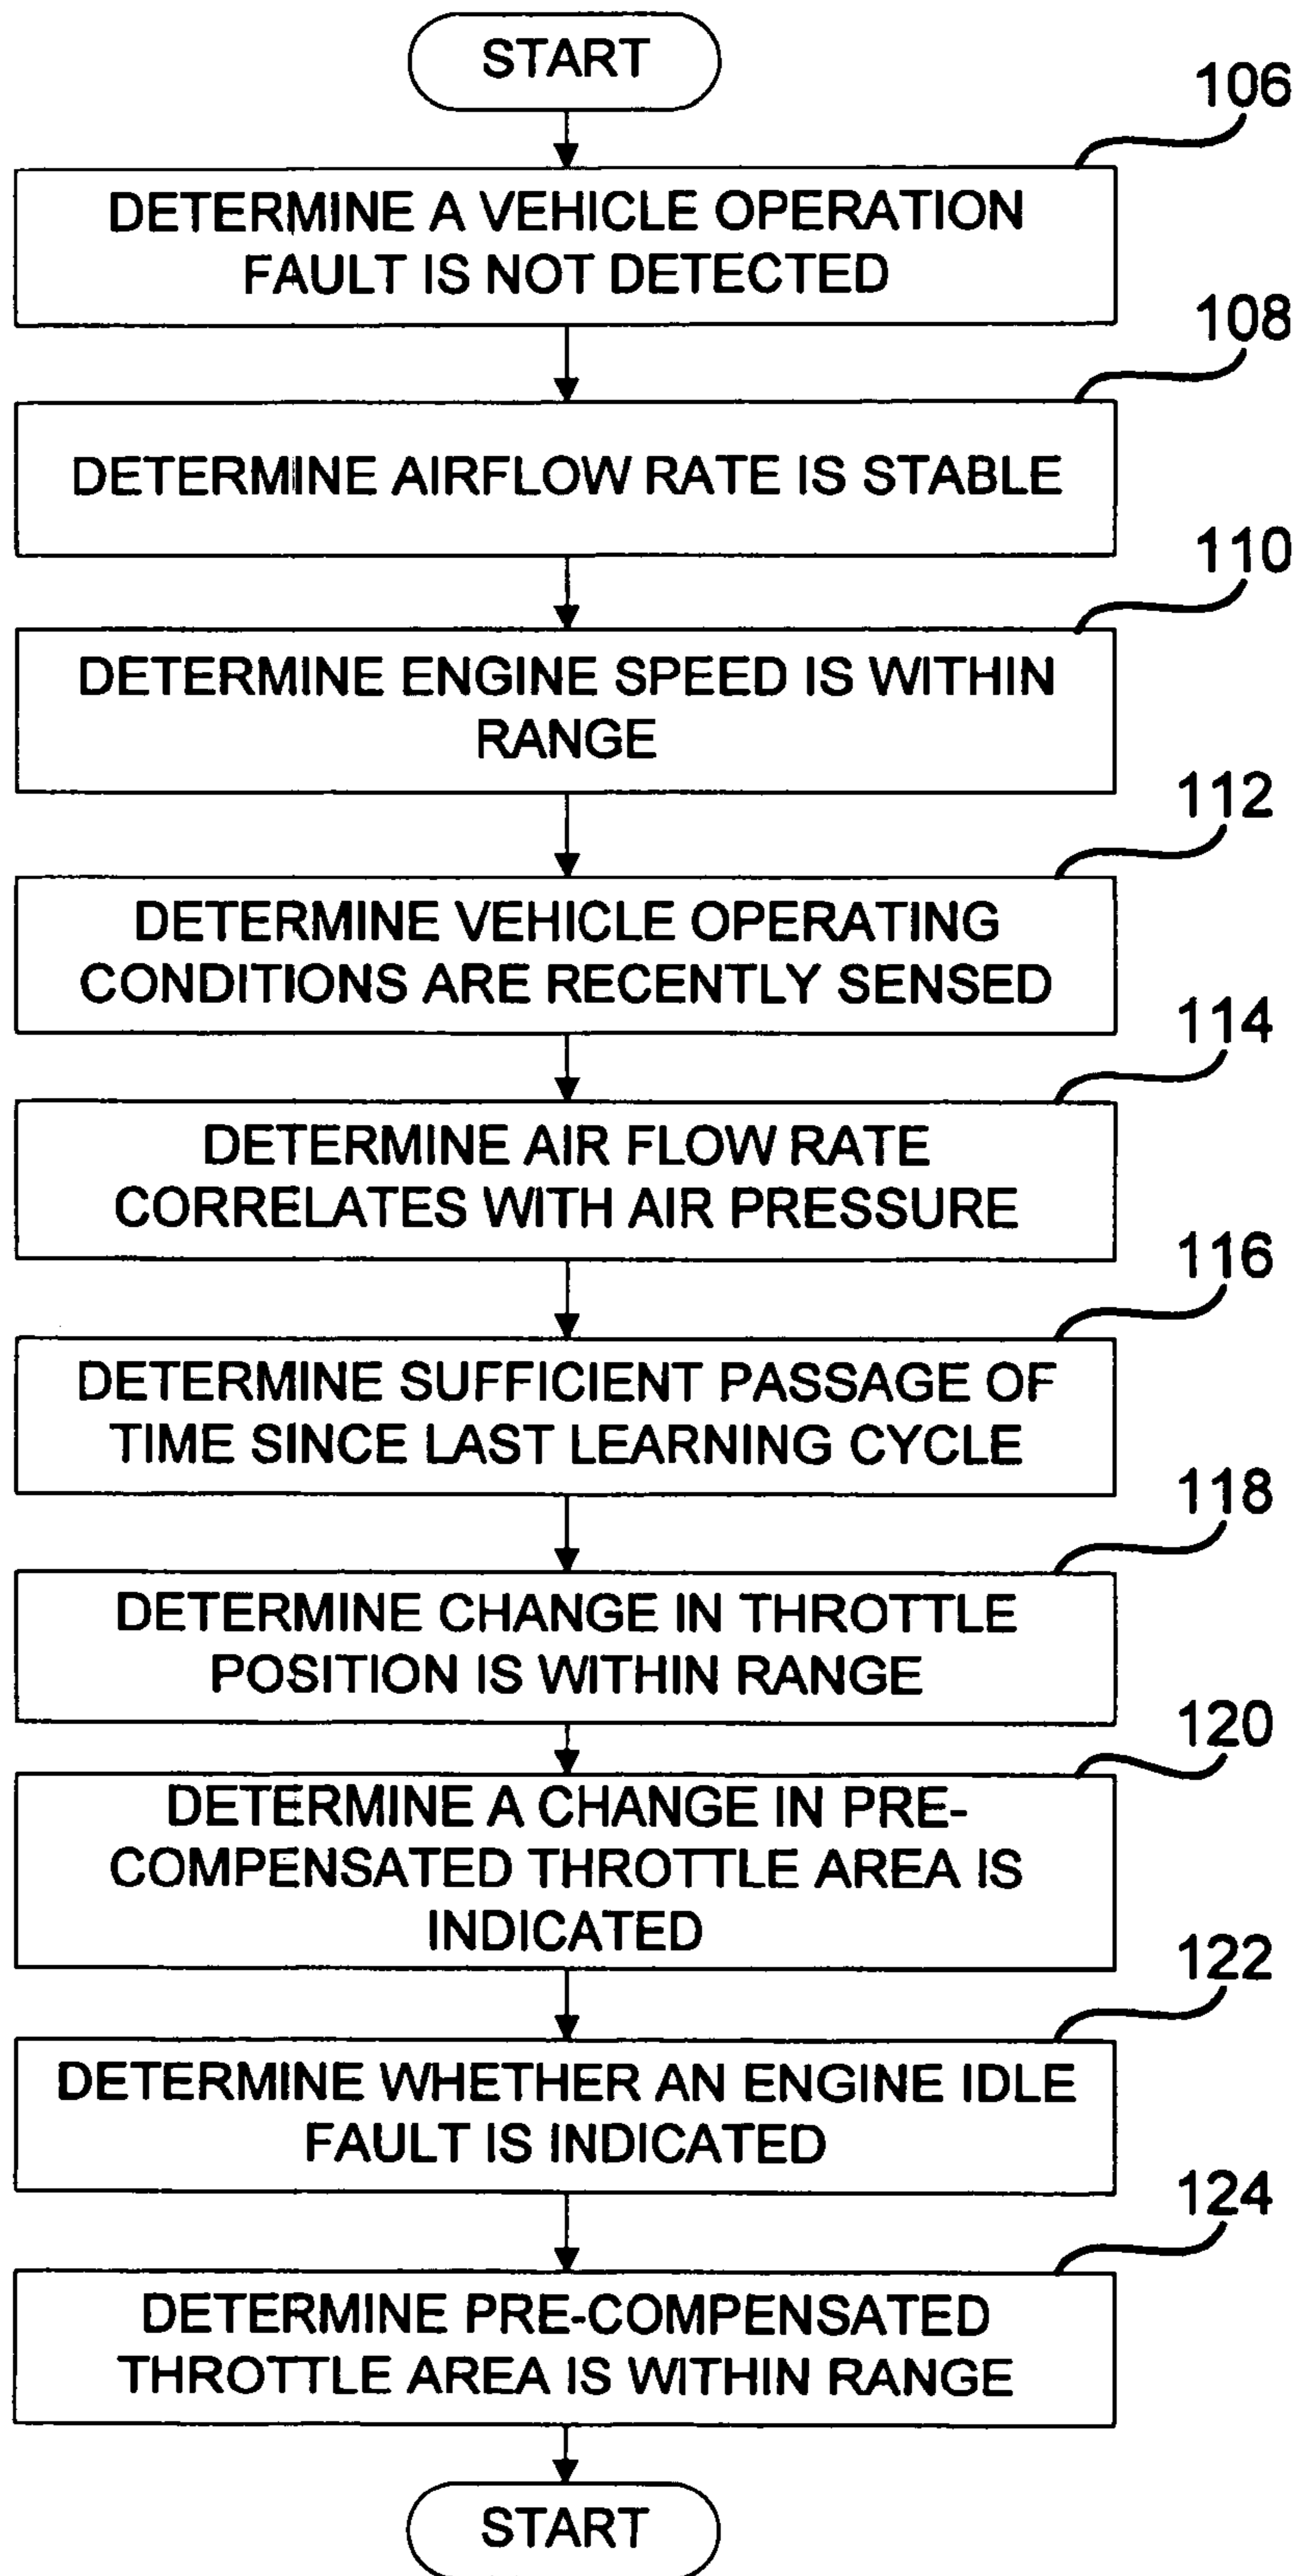 START
106
DETERMINE A VEHICLE OPERATION
FAULT IS NOT DETECTED
108
DETERMINE AIRFLOW RATE IS STABLE
110
DETERMINE ENGINE SPEED IS WITHIN
RANGE
112
DETERMINE VEHICLE OPERATING
CONDITIONS ARE RECENTLY SENSED
114
DETERMINE AIR FLOW RATE
CORRELATES WITH AIR PRESSURE
116
DETERMINE SUFFICIENT PASSAGE OF
TIME SINCE LAST LEARNING CYCLE
118
DETERMINE CHANGE IN THROTTLE
POSITION IS WITHIN RANGE
120
DETERMINE A CHANGE IN PRE-
COMPENSATED THROTTLE AREA IS
INDICATED
122
DETERMINE WHETHER AN ENGINE IDLE
FAULT IS INDICATED
124
DETERMINE PRE-COMPENSATED
THROTTLE AREA IS WITHIN RANGE
START